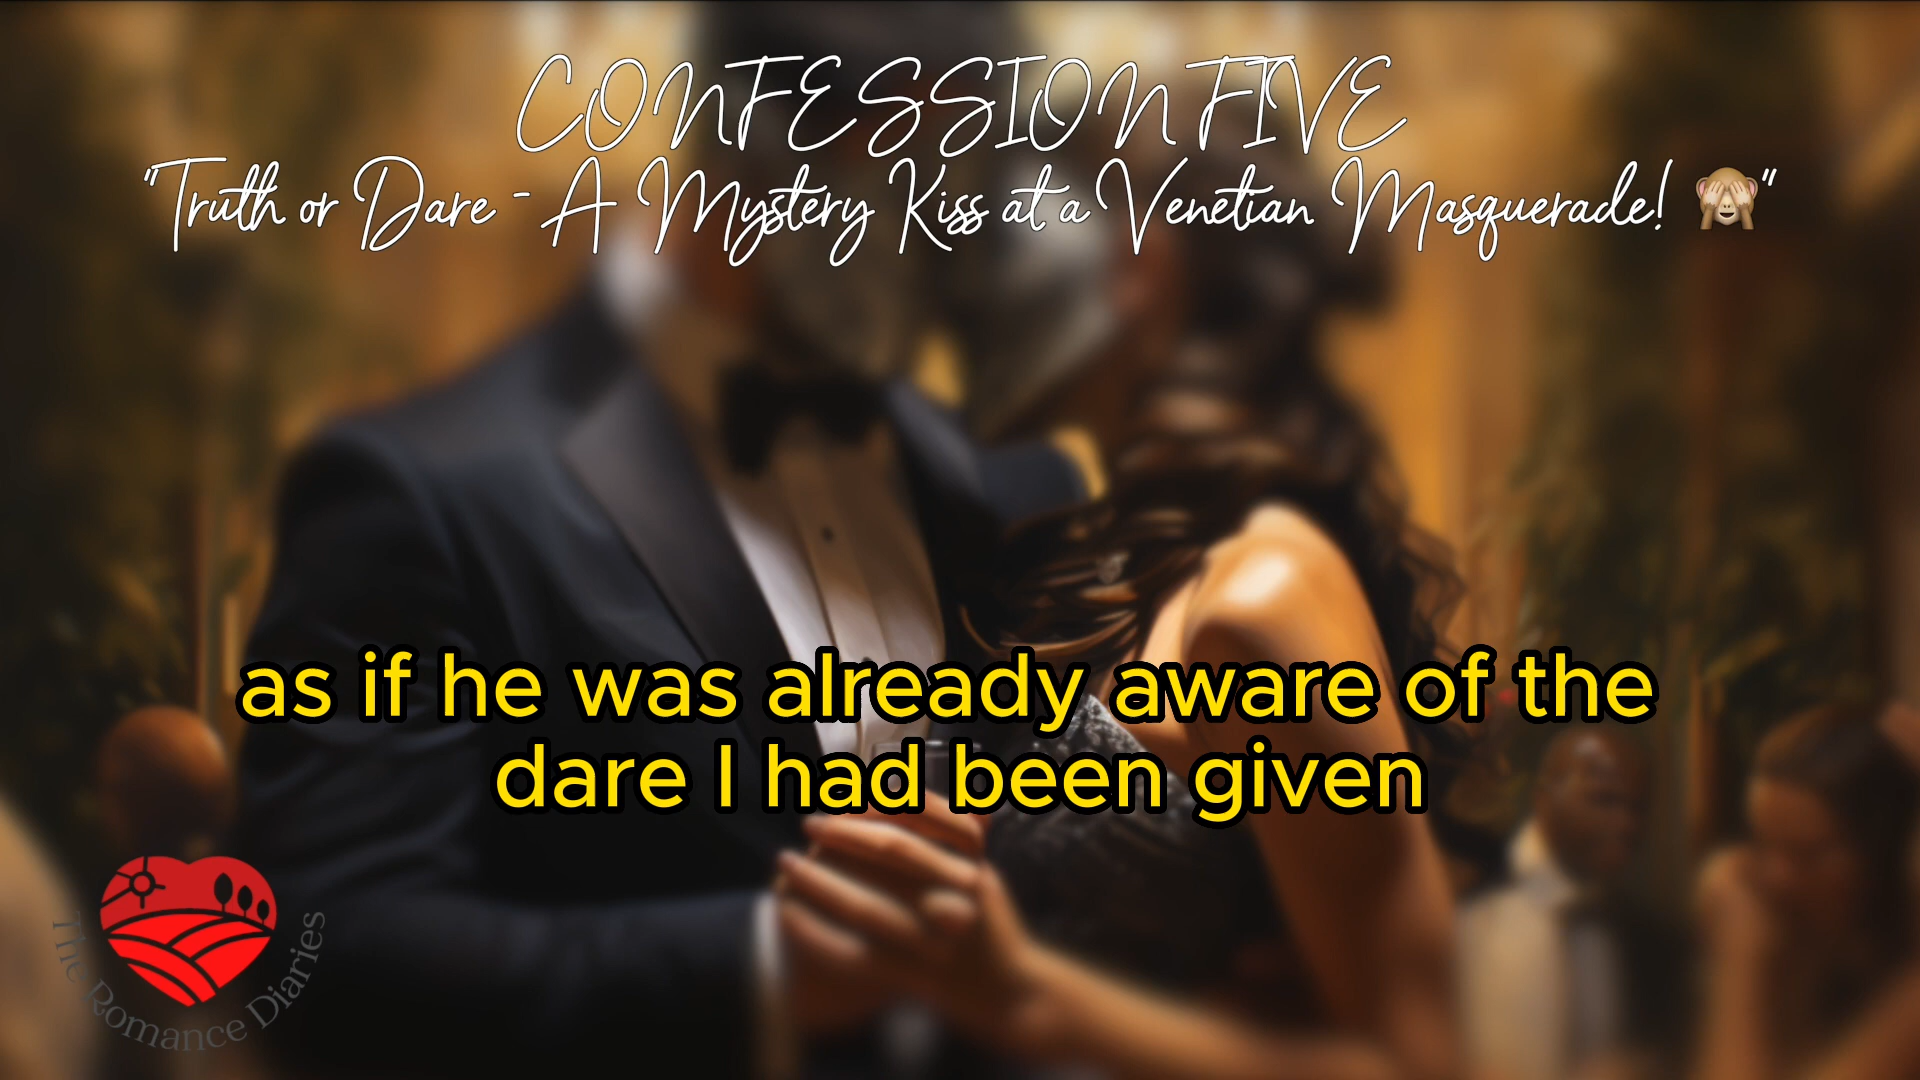 CONFESSION FIVE
"Truth or Dare - A Mystery Kiss at a Venetian Masquerade! 🙈"
as if he was already aware of the
dare I had been given
The Romance Diaries